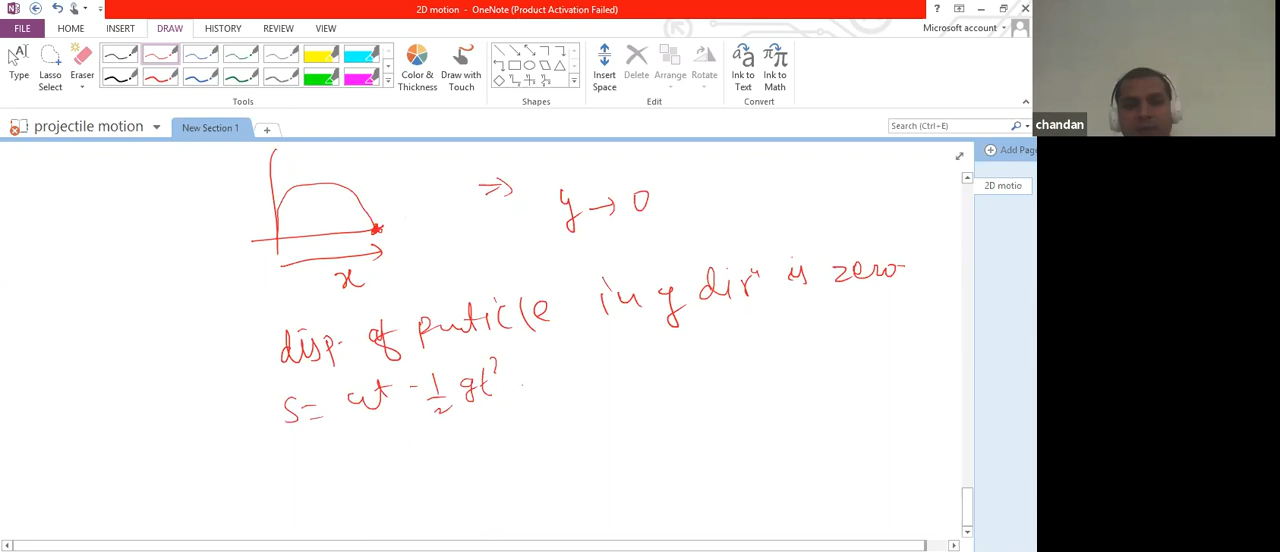 2D motion - OneNote (Product Activation Failed)
FILE HOME INSERT DRAW HISTORY REVIEW VIEW
Microsoft account
Type
Lasso Select
Eraser
Color & Thickness
Draw with Touch
Insert Space
Delete
Arrange
Rotate
Ink to Text
Ink to Math
Tools
Shapes
Edit
Convert
projectile motion
New Section 1
Search (Ctrl+E)
chandan
Add Page
2D motio
⇒ y → 0
x
disp. of particle in y dirⁿ is zero
s = ut - 1/2 gt²